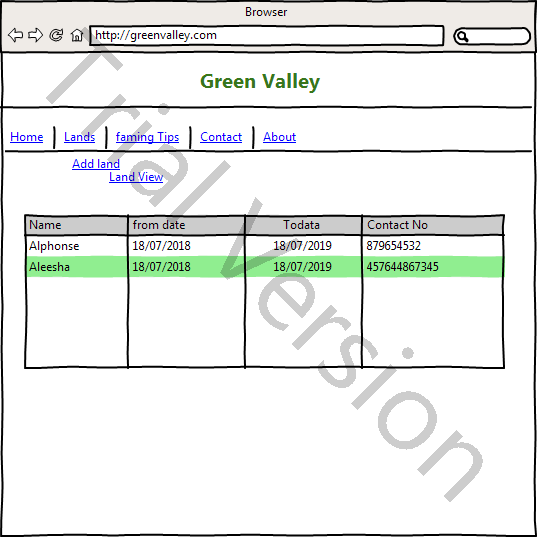 Browser
http://greenvalley.com
Green Valley
Home Lands faming Tips Contact About
Add land
Land View
Name from date Todata Contact No
Alphonse 18/07/2018 18/07/2019 879654532
Aleesha 18/07/2018 18/07/2019 457644867345
Trial Version